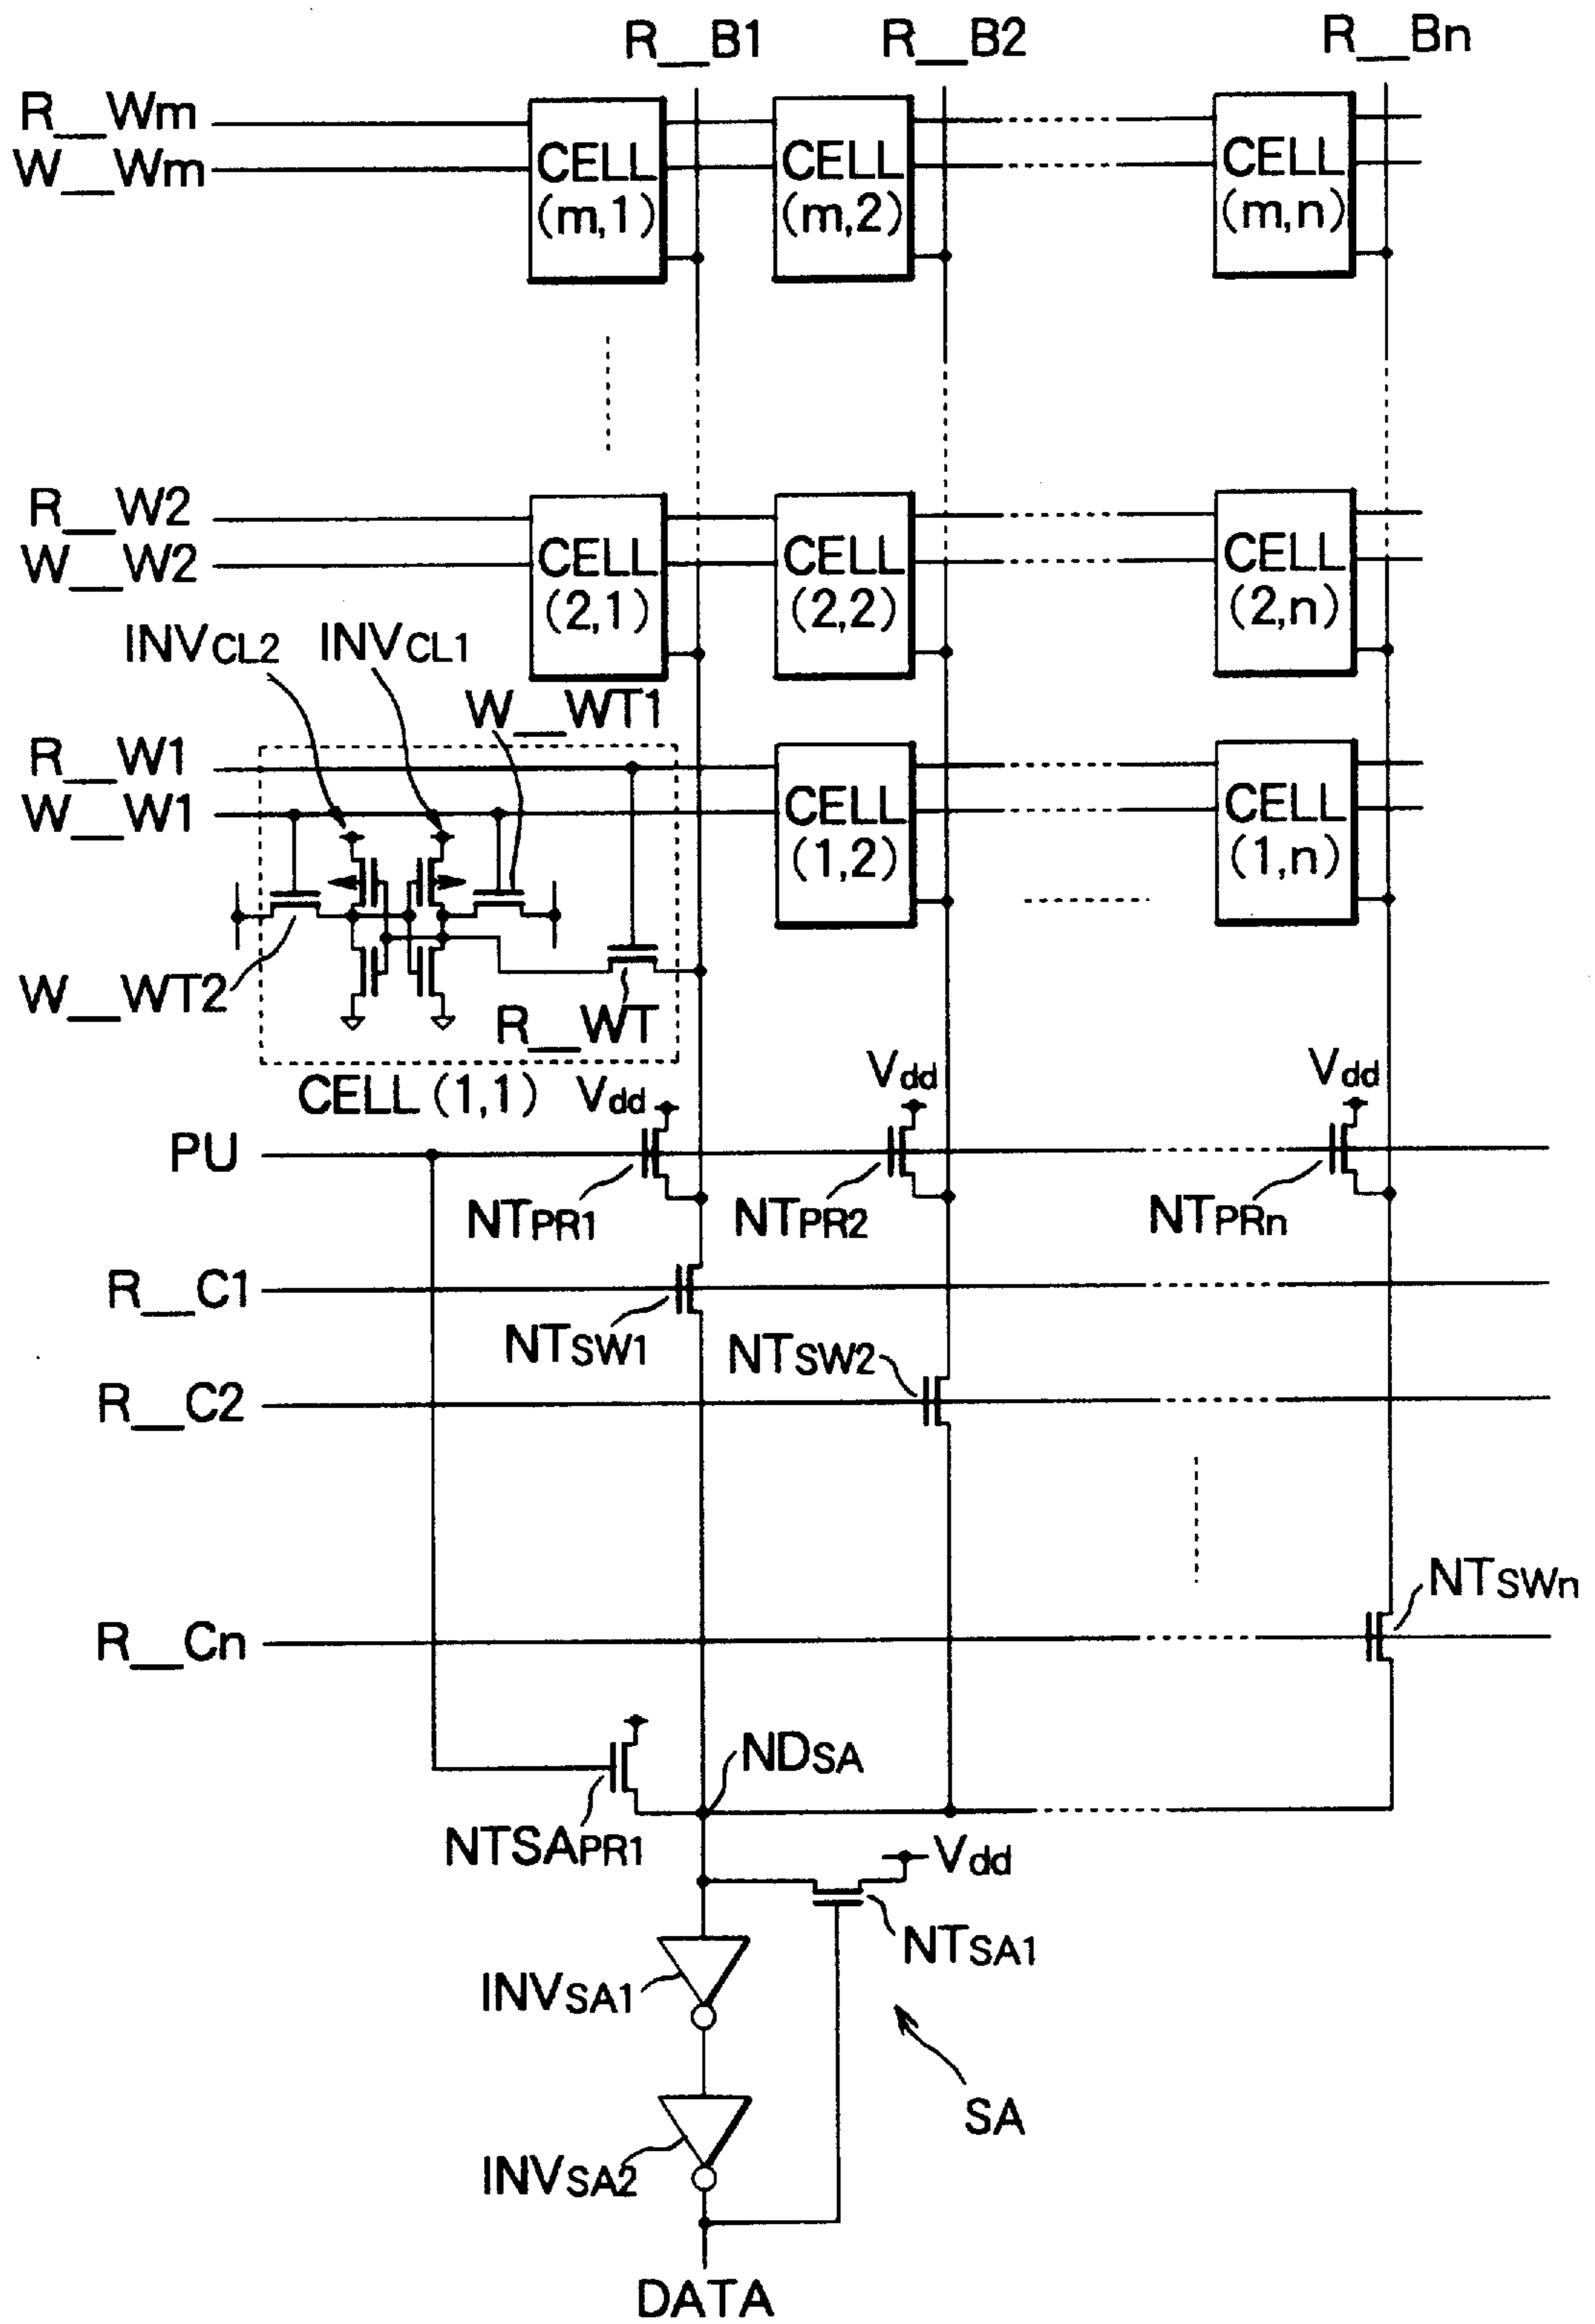 R__B1 R__B2 R__Bn
R__Wm
W__Wm
CELL (m,1)
CELL (m,2)
CELL (m,n)
R__W2
W__W2
CELL (2,1)
CELL (2,2)
CELL (2,n)
INVCL2 INVCL1
W__WT1
R__W1
W__W1
CELL (1,2)
CELL (1,n)
W__WT2
R__WT
CELL (1,1)
Vdd Vdd Vdd
PU
NTPR1 NTPR2 NTPRn
R__C1
NTSW1 NTSW2
R__C2
NTSWn
R__Cn
NDSA
NTSAPR1
Vdd
NTSA1
INVSA1
SA
INVSA2
DATA